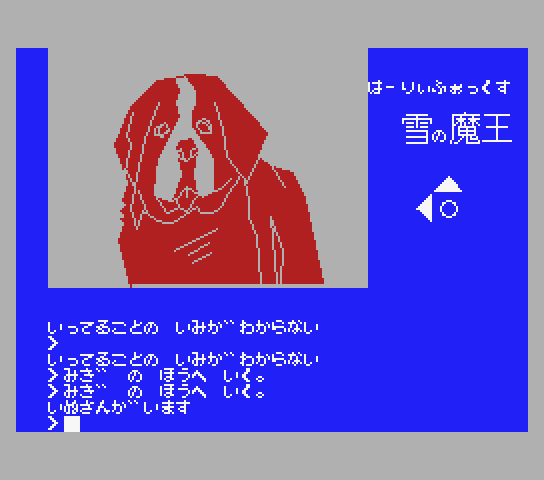 はーりぃふぉっくす
雪の魔王
いってることの いみが わからない
>
いってることの いみが わからない
>みぎ の ほうへ いく。
>みぎ の ほうへ いく。
いぬさんが います
>